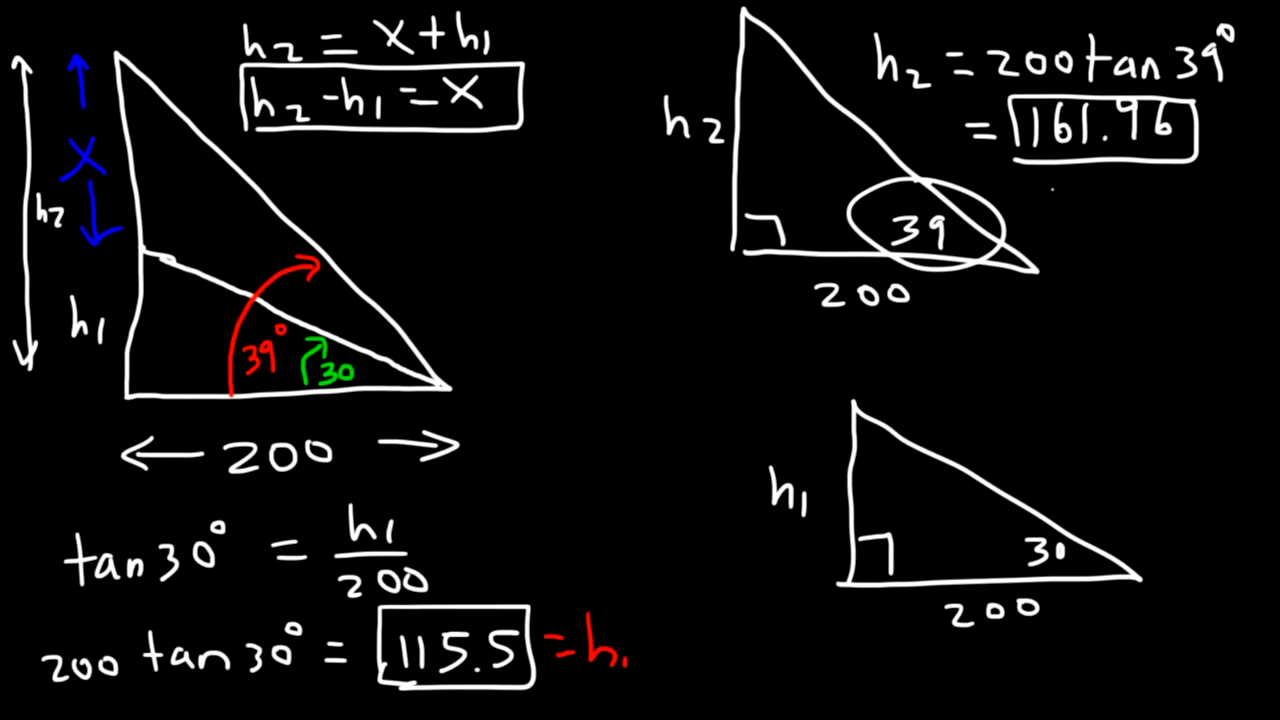 h2 = x + h1
h2 - h1 = x
x
h2
h1
39°
30
200
tan 30° = h1/200
200 tan 30° = 115.5 = h1
h2 = 200 tan 39°
= 161.96
h2
39
200
h1
30
200